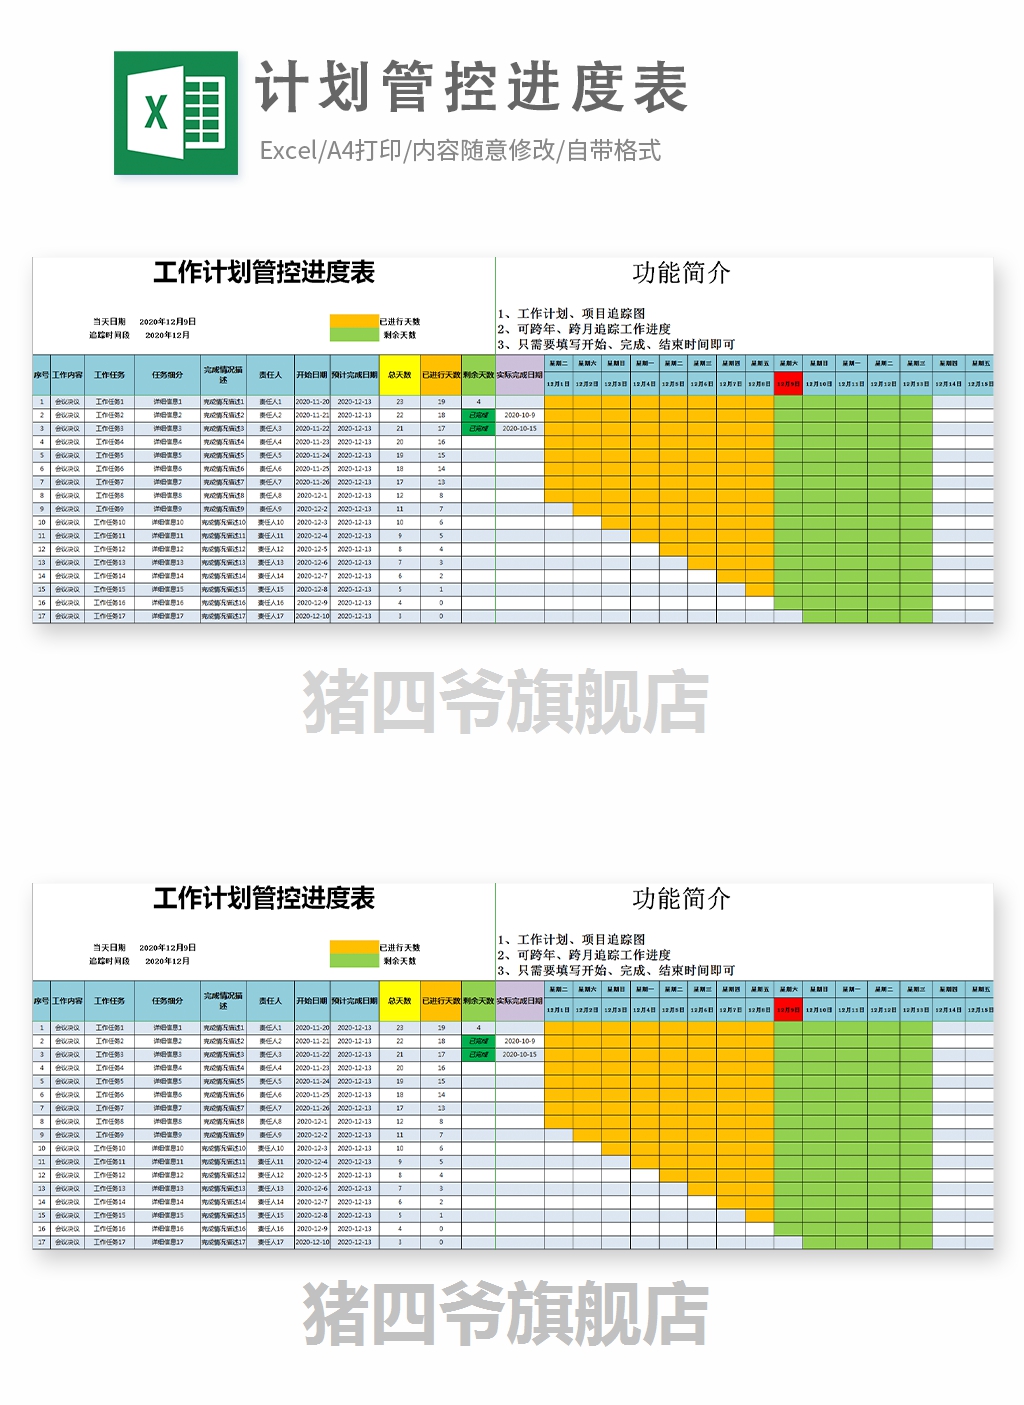 计划管控进度表
Excel/A4打印/内容随意修改/自带格式
工作计划管控进度表 功能简介
当天日期 2020年12月9日 已进行天数
追踪时间段 2020年12月 剩余天数
1、工作计划、项目追踪图
2、可跨年、跨月追踪工作进度
3、只需要填写开始、完成、结束时间即可
序号 工作内容 工作任务 任务细分 完成情况描述 责任人 开始日期 预计完成日期 总天数 已进行天数 剩余天数 实际完成日期 星期二 星期六 星期日 星期一 星期二 星期三 星期四 星期五 星期六 星期日 星期一 星期二 星期三 星期四 星期五
12月1日 12月2日 12月3日 12月4日 12月5日 12月6日 12月7日 12月8日 12月9日 12月10日 12月11日 12月12日 12月13日 12月14日 12月15日
1 会议决议 工作任务1 详细信息1 完成情况描述1 责任人1 2020-11-20 2020-12-13 23 19 4
2 会议决议 工作任务2 详细信息2 完成情况描述2 责任人2 2020-11-21 2020-12-13 22 18 已完成 2020-10-9
3 会议决议 工作任务3 详细信息3 完成情况描述3 责任人3 2020-11-22 2020-12-13 21 17 已完成 2020-10-15
4 会议决议 工作任务4 详细信息4 完成情况描述4 责任人4 2020-11-23 2020-12-13 20 16
5 会议决议 工作任务5 详细信息5 完成情况描述5 责任人5 2020-11-24 2020-12-13 19 15
6 会议决议 工作任务6 详细信息6 完成情况描述6 责任人6 2020-11-25 2020-12-13 18 14
7 会议决议 工作任务7 详细信息7 完成情况描述7 责任人7 2020-11-26 2020-12-13 17 13
8 会议决议 工作任务8 详细信息8 完成情况描述8 责任人8 2020-12-1 2020-12-13 12 8
9 会议决议 工作任务9 详细信息9 完成情况描述9 责任人9 2020-12-2 2020-12-13 11 7
10 会议决议 工作任务10 详细信息10 完成情况描述10 责任人10 2020-12-3 2020-12-13 10 6
11 会议决议 工作任务11 详细信息11 完成情况描述11 责任人11 2020-12-4 2020-12-13 9 5
12 会议决议 工作任务12 详细信息12 完成情况描述12 责任人12 2020-12-5 2020-12-13 8 4
13 会议决议 工作任务13 详细信息13 完成情况描述13 责任人13 2020-12-6 2020-12-13 7 3
14 会议决议 工作任务14 详细信息14 完成情况描述14 责任人14 2020-12-7 2020-12-13 6 2
15 会议决议 工作任务15 详细信息15 完成情况描述15 责任人15 2020-12-8 2020-12-13 5 1
16 会议决议 工作任务16 详细信息16 完成情况描述16 责任人16 2020-12-9 2020-12-13 4 0
17 会议决议 工作任务17 详细信息17 完成情况描述17 责任人17 2020-12-10 2020-12-13 3 0
猪四爷旗舰店
工作计划管控进度表 功能简介
当天日期 2020年12月9日 已进行天数
追踪时间段 2020年12月 剩余天数
1、工作计划、项目追踪图
2、可跨年、跨月追踪工作进度
3、只需要填写开始、完成、结束时间即可
序号 工作内容 工作任务 任务细分 完成情况描述 责任人 开始日期 预计完成日期 总天数 已进行天数 剩余天数 实际完成日期 星期二 星期六 星期日 星期一 星期二 星期三 星期四 星期五 星期六 星期日 星期一 星期二 星期三 星期四 星期五
12月1日 12月2日 12月3日 12月4日 12月5日 12月6日 12月7日 12月8日 12月9日 12月10日 12月11日 12月12日 12月13日 12月14日 12月15日
1 会议决议 工作任务1 详细信息1 完成情况描述1 责任人1 2020-11-20 2020-12-13 23 19 4
2 会议决议 工作任务2 详细信息2 完成情况描述2 责任人2 2020-11-21 2020-12-13 22 18 已完成 2020-10-9
3 会议决议 工作任务3 详细信息3 完成情况描述3 责任人3 2020-11-22 2020-12-13 21 17 已完成 2020-10-15
4 会议决议 工作任务4 详细信息4 完成情况描述4 责任人4 2020-11-23 2020-12-13 20 16
5 会议决议 工作任务5 详细信息5 完成情况描述5 责任人5 2020-11-24 2020-12-13 19 15
6 会议决议 工作任务6 详细信息6 完成情况描述6 责任人6 2020-11-25 2020-12-13 18 14
7 会议决议 工作任务7 详细信息7 完成情况描述7 责任人7 2020-11-26 2020-12-13 17 13
8 会议决议 工作任务8 详细信息8 完成情况描述8 责任人8 2020-12-1 2020-12-13 12 8
9 会议决议 工作任务9 详细信息9 完成情况描述9 责任人9 2020-12-2 2020-12-13 11 7
10 会议决议 工作任务10 详细信息10 完成情况描述10 责任人10 2020-12-3 2020-12-13 10 6
11 会议决议 工作任务11 详细信息11 完成情况描述11 责任人11 2020-12-4 2020-12-13 9 5
12 会议决议 工作任务12 详细信息12 完成情况描述12 责任人12 2020-12-5 2020-12-13 8 4
13 会议决议 工作任务13 详细信息13 完成情况描述13 责任人13 2020-12-6 2020-12-13 7 3
14 会议决议 工作任务14 详细信息14 完成情况描述14 责任人14 2020-12-7 2020-12-13 6 2
15 会议决议 工作任务15 详细信息15 完成情况描述15 责任人15 2020-12-8 2020-12-13 5 1
16 会议决议 工作任务16 详细信息16 完成情况描述16 责任人16 2020-12-9 2020-12-13 4 0
17 会议决议 工作任务17 详细信息17 完成情况描述17 责任人17 2020-12-10 2020-12-13 3 0
猪四爷旗舰店